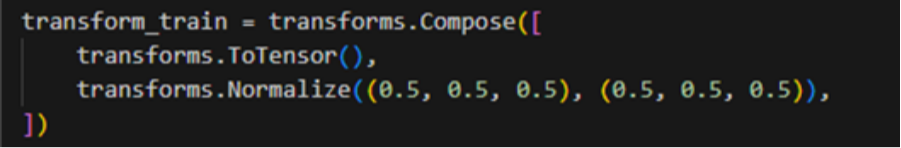 transform_train = transforms.Compose([
    transforms.ToTensor(),
    transforms.Normalize((0.5, 0.5, 0.5), (0.5, 0.5, 0.5)),
])